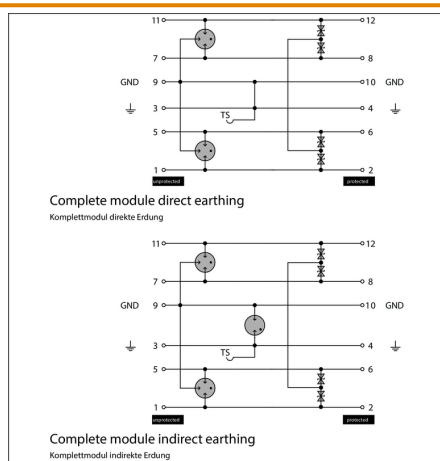 11 12
7 8
GND 9 10 GND
3 4
TS
5 6
1 2
unprotected protected
Complete module direct earthing
Komplettmodul direkte Erdung
11 12
7 8
GND 9 10 GND
3 4
TS
5 6
1 2
unprotected protected
Complete module indirect earthing
Komplettmodul indirekte Erdung